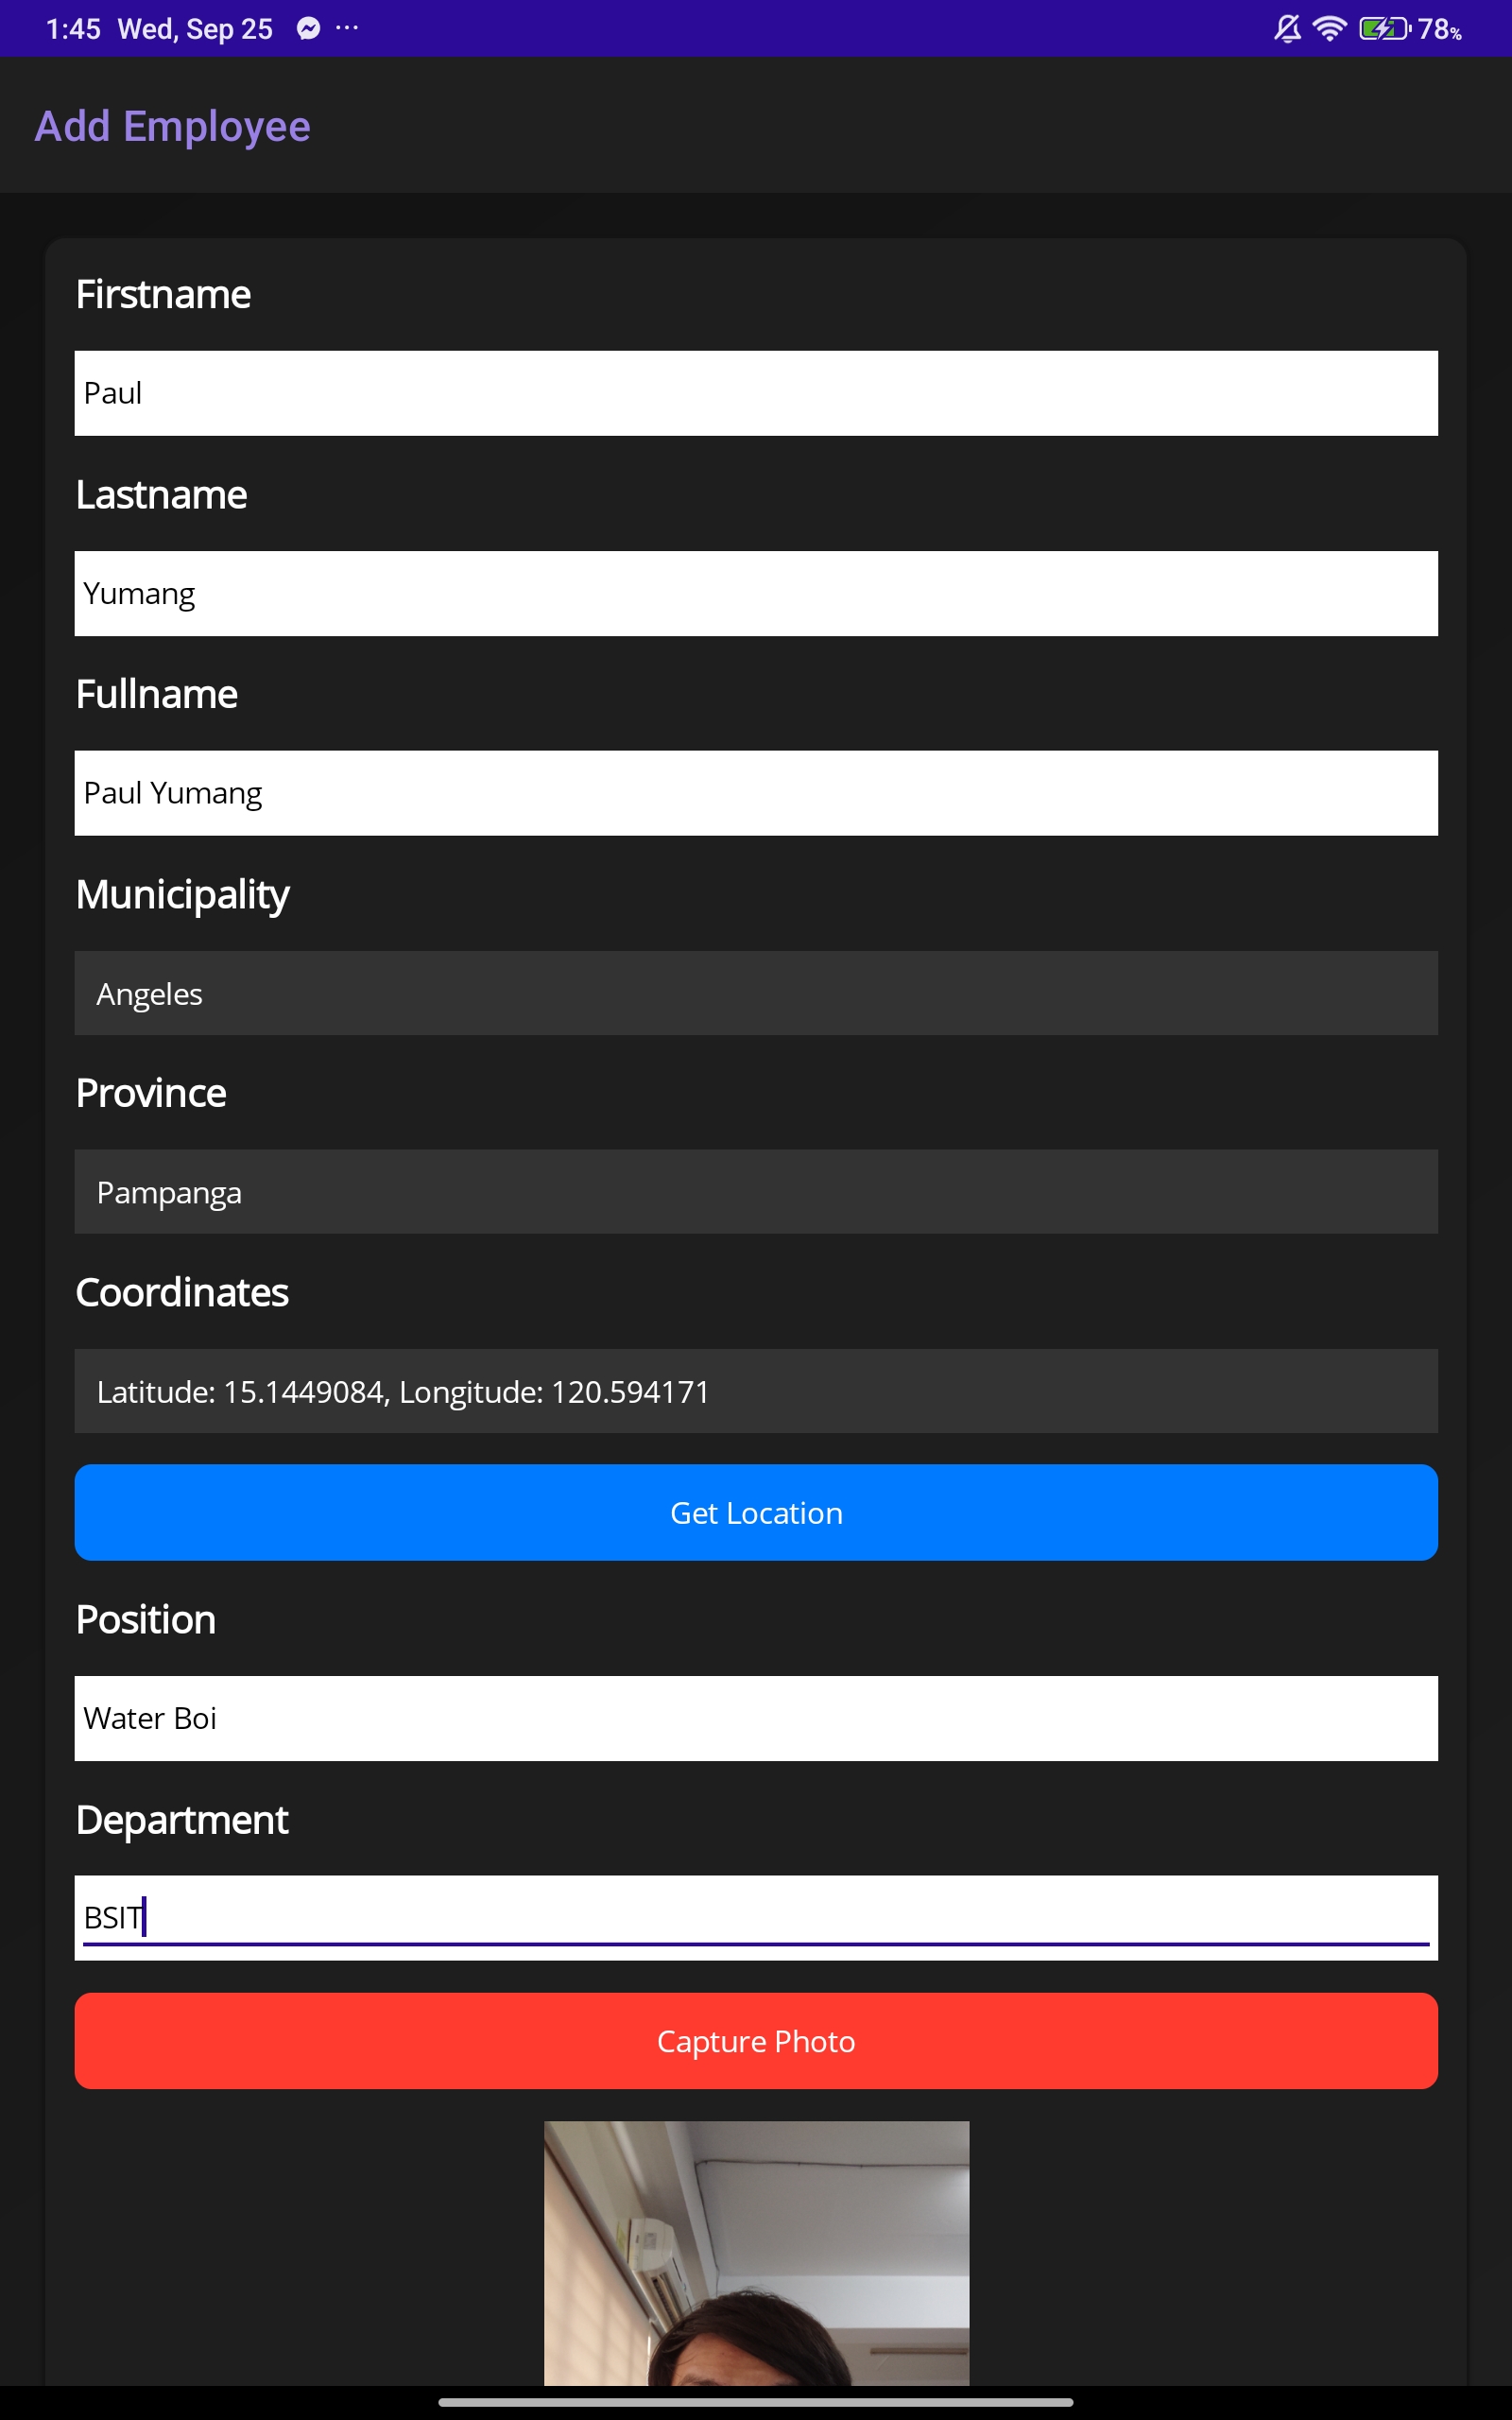 1:45 Wed, Sep 25 ... 78%
Add Employee
Firstname
Paul
Lastname
Yumang
Fullname
Paul Yumang
Municipality
Angeles
Province
Pampanga
Coordinates
Latitude: 15.1449084, Longitude: 120.594171
Get Location
Position
Water Boi
Department
BSIT
Capture Photo